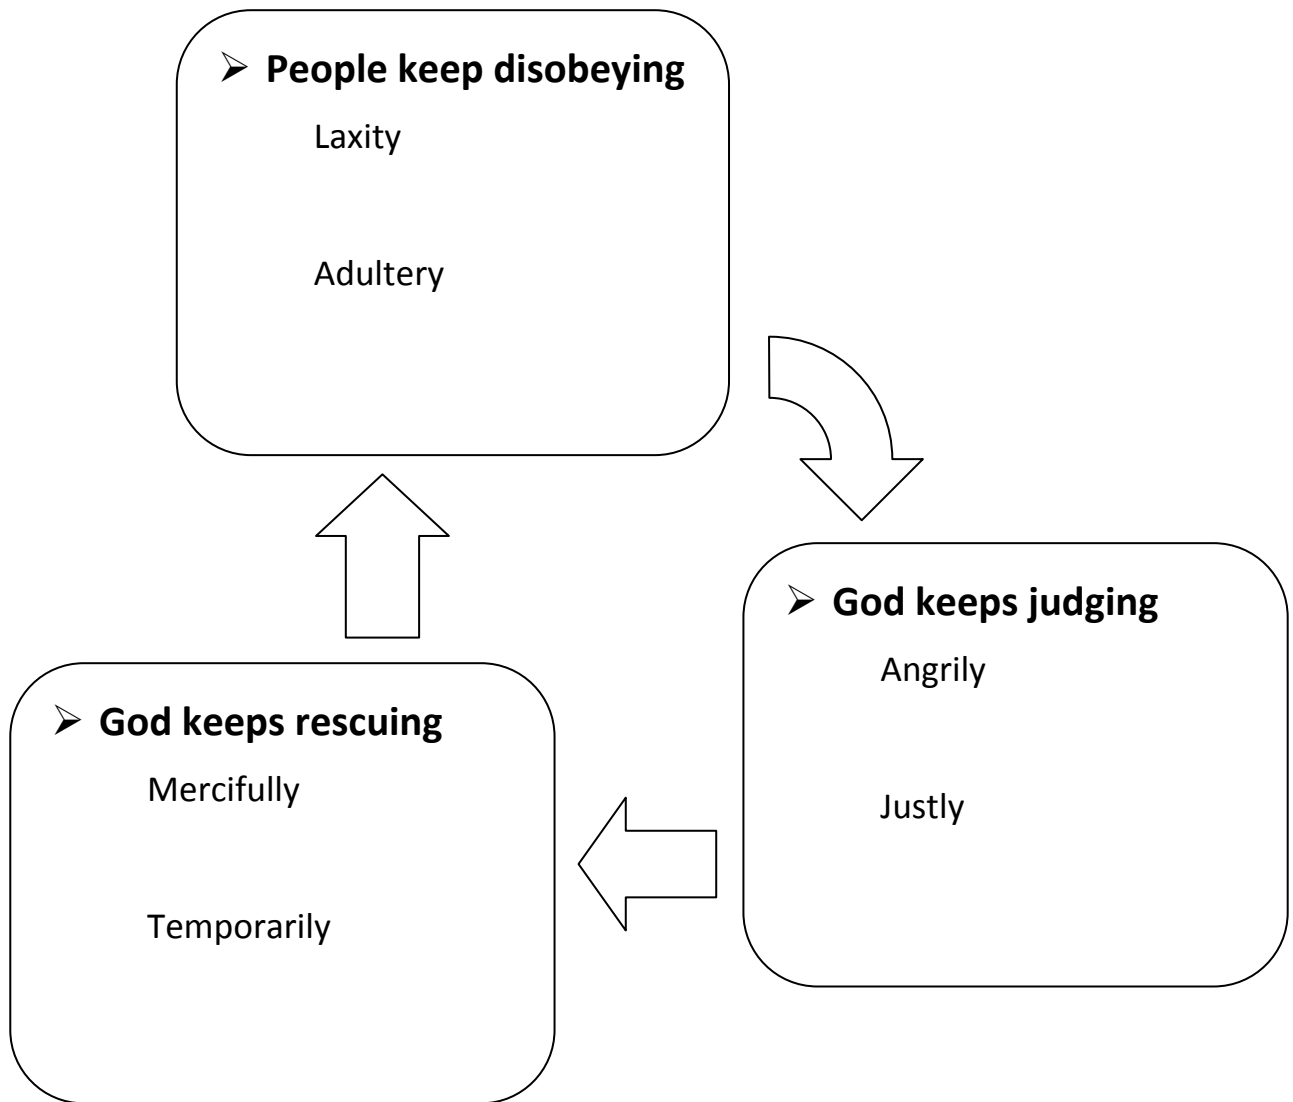 ➢ People keep disobeying
Laxity
Adultery
➢ God keeps judging
Angrily
Justly
➢ God keeps rescuing
Mercifully
Temporarily